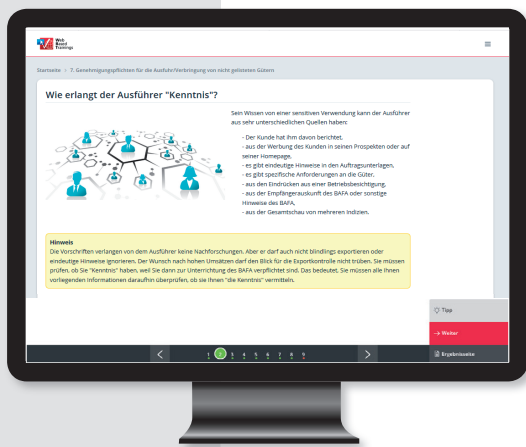 Web
Based
Trainings
Startseite > 7. Genehmigungspflichten für die Ausfuhr/Verbringung von nicht gelisteten Gütern
Wie erlangt der Ausführer "Kenntnis"?
Sein Wissen von einer sensitiven Verwendung kann der Ausführer
aus sehr unterschiedlichen Quellen haben:
- Der Kunde hat ihm davon berichtet,
- aus der Werbung des Kunden in seinen Prospekten oder auf
seiner Homepage,
- es gibt eindeutige Hinweise in den Auftragsunterlagen,
- es gibt spezifische Anforderungen an die Güter,
- aus den Eindrücken aus einer Betriebsbesichtigung,
- aus der Empfängerauskunft des BAFA oder sonstige
Hinweise des BAFA,
- aus der Gesamtschau von mehreren Indizien.
Hinweis
Die Vorschriften verlangen von dem Ausführer keine Nachforschungen. Aber er darf auch nicht blindlings exportieren oder
eindeutige Hinweise ignorieren. Der Wunsch nach hohen Umsätzen darf den Blick für die Exportkontrolle nicht trüben. Sie müssen
prüfen, ob Sie "Kenntnis" haben, weil Sie dann zur Unterrichtung des BAFA verpflichtet sind. Das bedeutet, Sie müssen alle Ihnen
vorliegenden Informationen daraufhin überprüfen, ob sie Ihnen "die Kenntnis" vermitteln.
Tipp
→ Weiter
< 1 2 3 4 5 6 7 8 9 >
Ergebnisseite